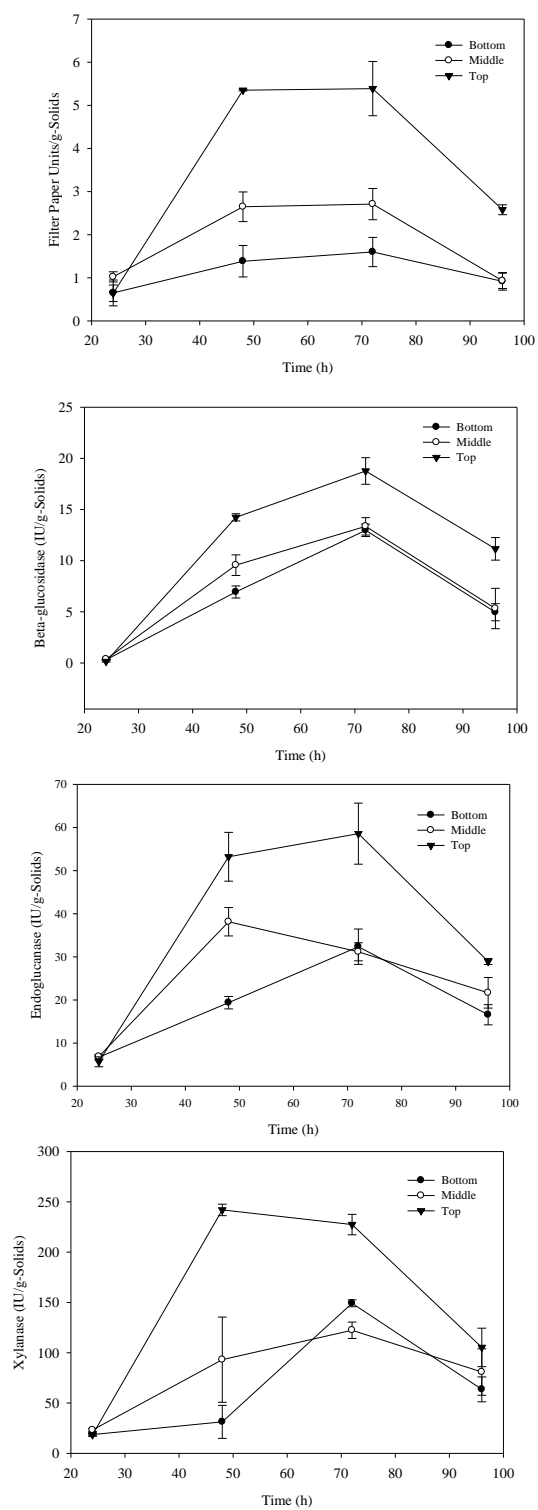 7
6
5
4
3
2
1
0
Filter Paper Units/g-Solids
Bottom
Middle
Top
20 30 40 50 60 70 80 90 100
Time (h)
25
20
15
10
5
0
Beta-glucosidase (IU/g-Solids)
Bottom
Middle
Top
20 30 40 50 60 70 80 90 100
Time (h)
70
60
50
40
30
20
10
0
Endoglucanase (IU/g-Solids)
Bottom
Middle
Top
20 30 40 50 60 70 80 90 100
Time (h)
300
250
200
150
100
50
0
Xylanase (IU/g-Solids)
Bottom
Middle
Top
20 30 40 50 60 70 80 90 100
Time (h)